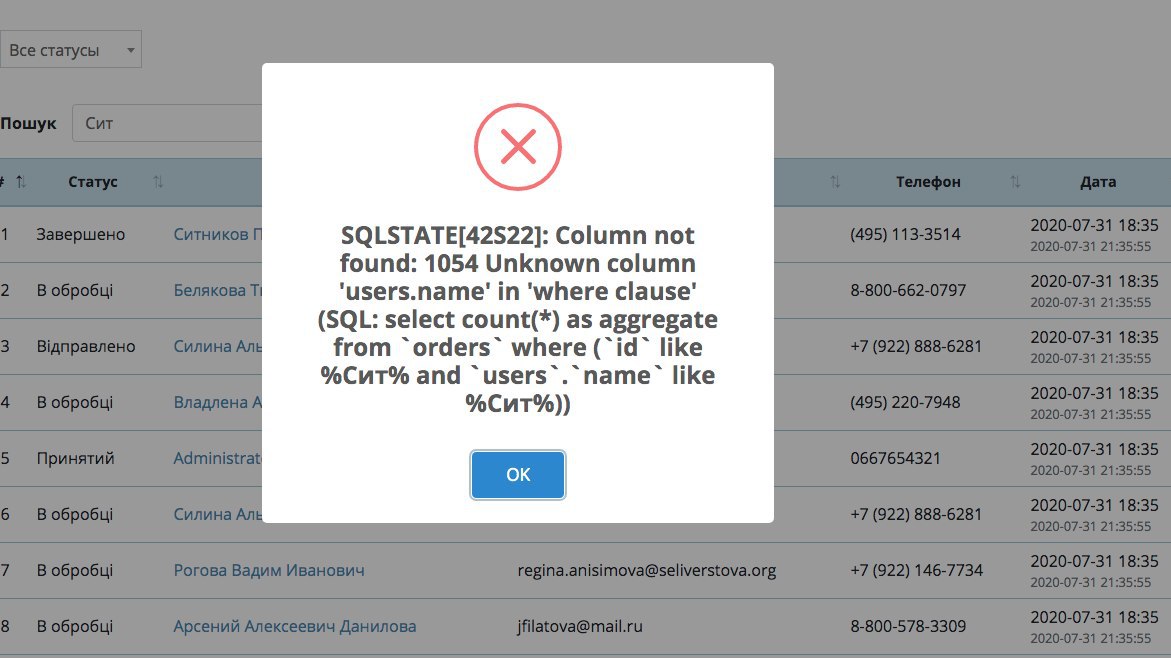 Все статусы
Пошук Сит
# Статус Телефон Дата
1 Завершено Ситников (495) 113-3514 2020-07-31 18:35
2020-07-31 21:35:55
2 В обробці Белякова 8-800-662-0797 2020-07-31 18:35
2020-07-31 21:35:55
3 Відправлено Силина +7 (922) 888-6281 2020-07-31 18:35
2020-07-31 21:35:55
4 В обробці Владлена (495) 220-7948 2020-07-31 18:35
2020-07-31 21:35:55
5 Принятий Administrat 0667654321 2020-07-31 18:35
2020-07-31 21:35:55
6 В обробці Силина +7 (922) 888-6281 2020-07-31 18:35
2020-07-31 21:35:55
7 В обробці Рогова Вадим Иванович regina.anisimova@seliverstova.org +7 (922) 146-7734 2020-07-31 18:35
2020-07-31 21:35:55
8 В обробці Арсений Алексеевич Данилова jfilatova@mail.ru 8-800-578-3309 2020-07-31 18:35
2020-07-31 21:35:55
SQLSTATE[42S22]: Column not
found: 1054 Unknown column
'users.name' in 'where clause'
(SQL: select count(*) as aggregate
from `orders` where (`id` like
%Сит% and `users`.`name` like
%Сит%))
OK